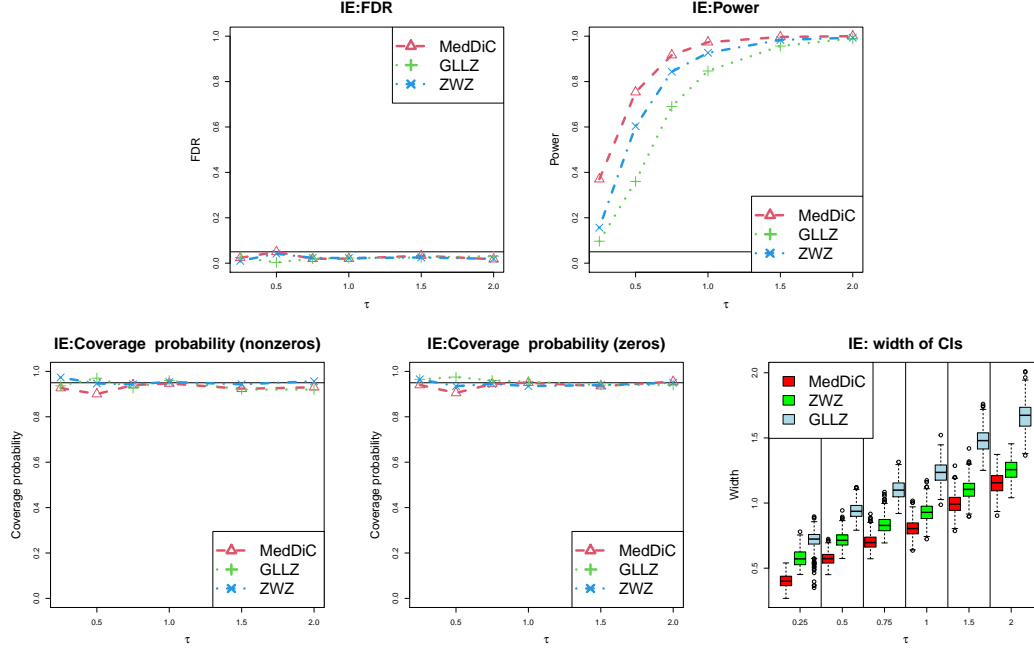 IE:FDR
FDR
0.0 0.2 0.4 0.6 0.8 1.0
0.5 1.0 1.5 2.0
τ
MedDiC
GLLZ
ZWZ
IE:Power
Power
0.0 0.2 0.4 0.6 0.8 1.0
0.5 1.0 1.5 2.0
τ
MedDiC
GLLZ
ZWZ
IE:Coverage probability (nonzeros)
Coverage probability
0.0 0.2 0.4 0.6 0.8 1.0
0.5 1.0 1.5 2.0
τ
MedDiC
GLLZ
ZWZ
IE:Coverage probability (zeros)
Coverage probability
0.0 0.2 0.4 0.6 0.8 1.0
0.5 1.0 1.5 2.0
τ
MedDiC
GLLZ
ZWZ
IE: width of CIs
Width
0.5 1.0 1.5 2.0
0.25 0.5 0.75 1 1.5 2
τ
MedDiC
ZWZ
GLLZ